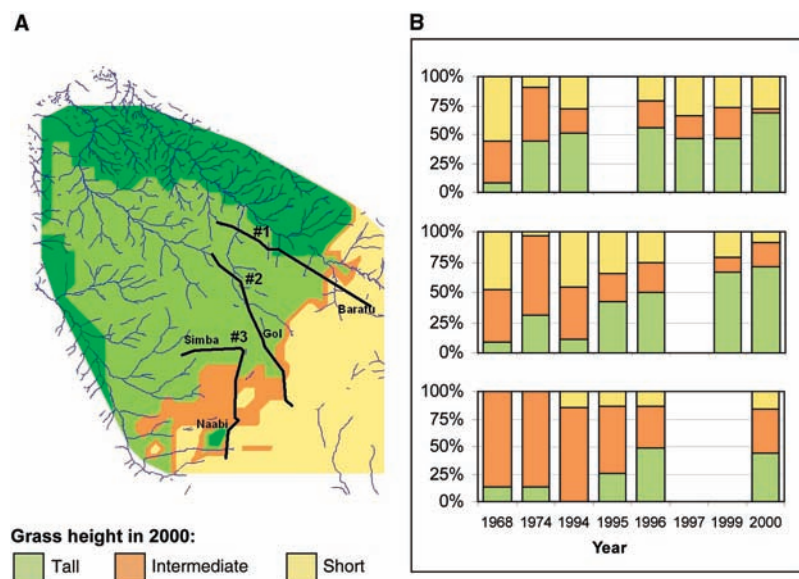 A
#1
#2
Barafu
Simba
#3
Gol
Naabi
Grass height in 2000:
Tall
Intermediate
Short
B
100%
75%
50%
25%
0%
100%
75%
50%
25%
0%
100%
75%
50%
25%
0%
1968 1974 1994 1995 1996 1997 1999 2000
Year